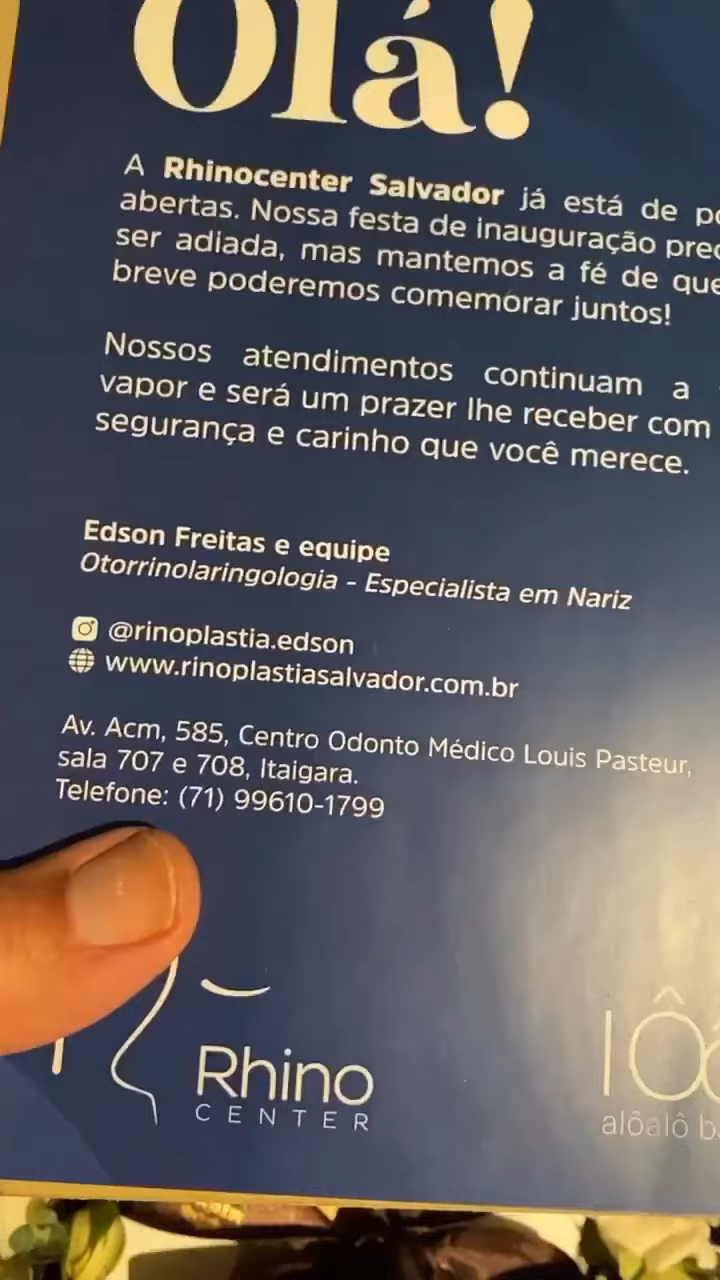 Olá!
A Rhinocenter Salvador já está de
abertas. Nossa festa de inauguração
ser adiada, mas mantemos a fé de que
breve poderemos comemorar juntos!
Nossos atendimentos continuam a
vapor e será um prazer lhe receber com
segurança e carinho que você merece.
Edson Freitas e equipe
Otorrinolaringologia - Especialista em Nariz
@rinoplastia.edson
www.rinoplastiasalvador.com.br
Av. Acm, 585, Centro Odonto Médico Louis Pasteur,
sala 707 e 708, Itaigara.
Telefone: (71) 99610-1799
Rhino
CENTER
alôalô